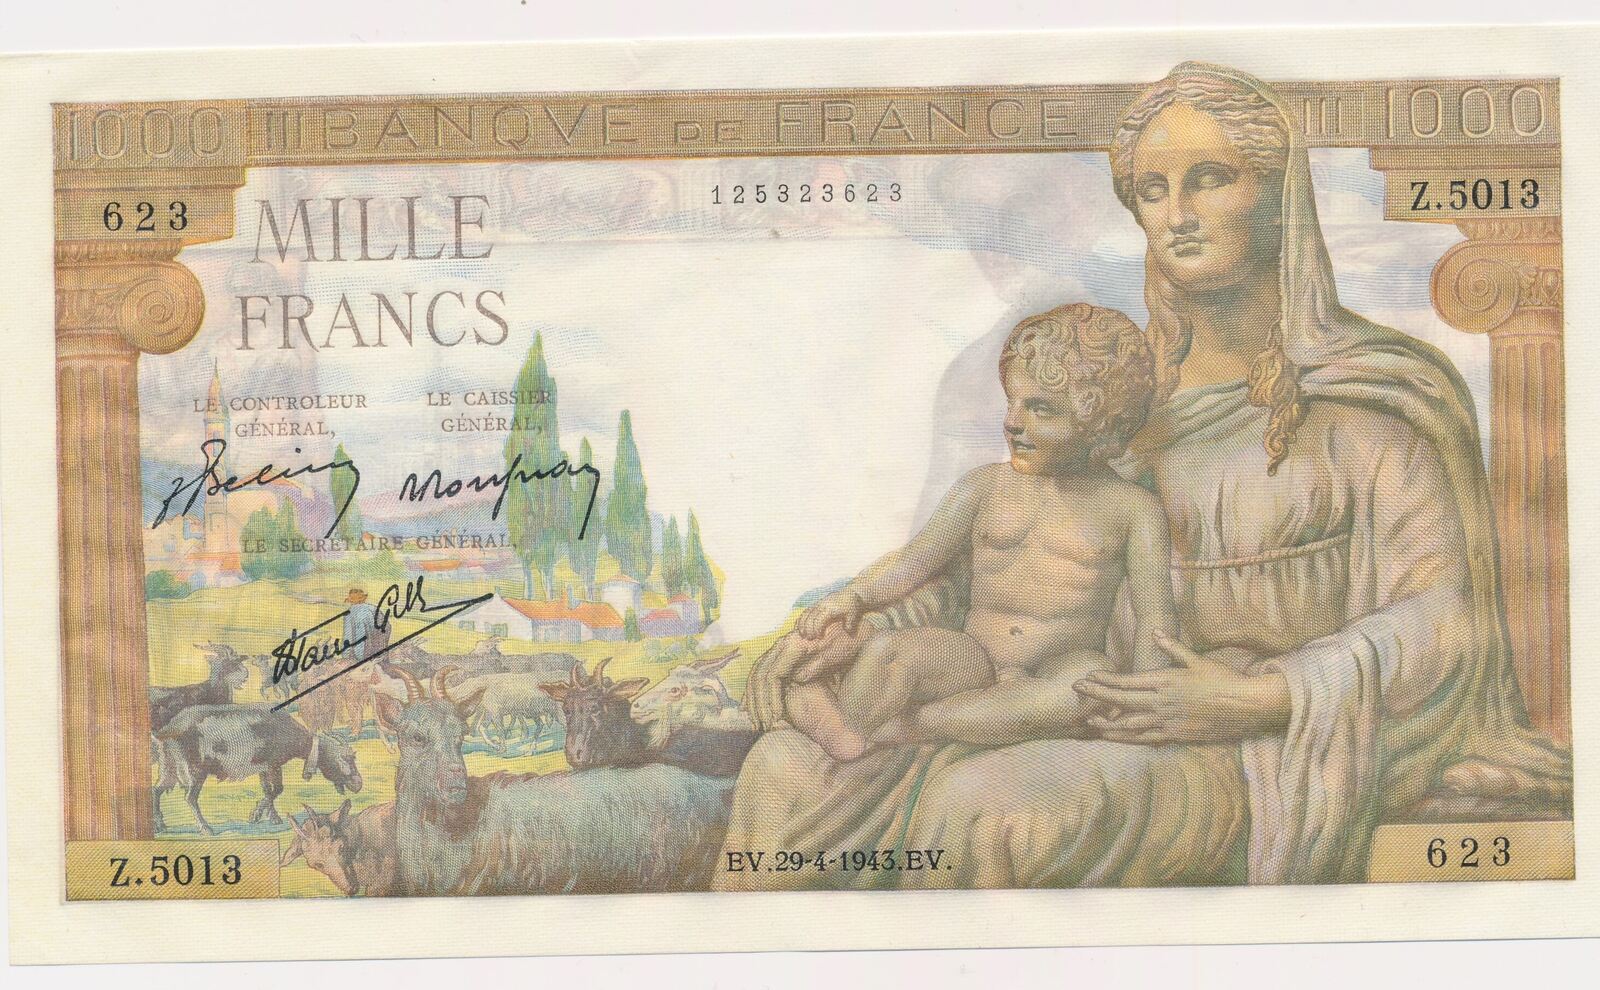 1000 BANQVE DE FRANCE 1000
623
125323623
Z.5013
MILLE
FRANCS
LE CONTROLEUR
GÉNÉRAL,
LE CAISSIER
GÉNÉRAL,
LE SECRÉTAIRE GÉNÉRAL,
Z.5013
EV.29-4-1943.EV.
623